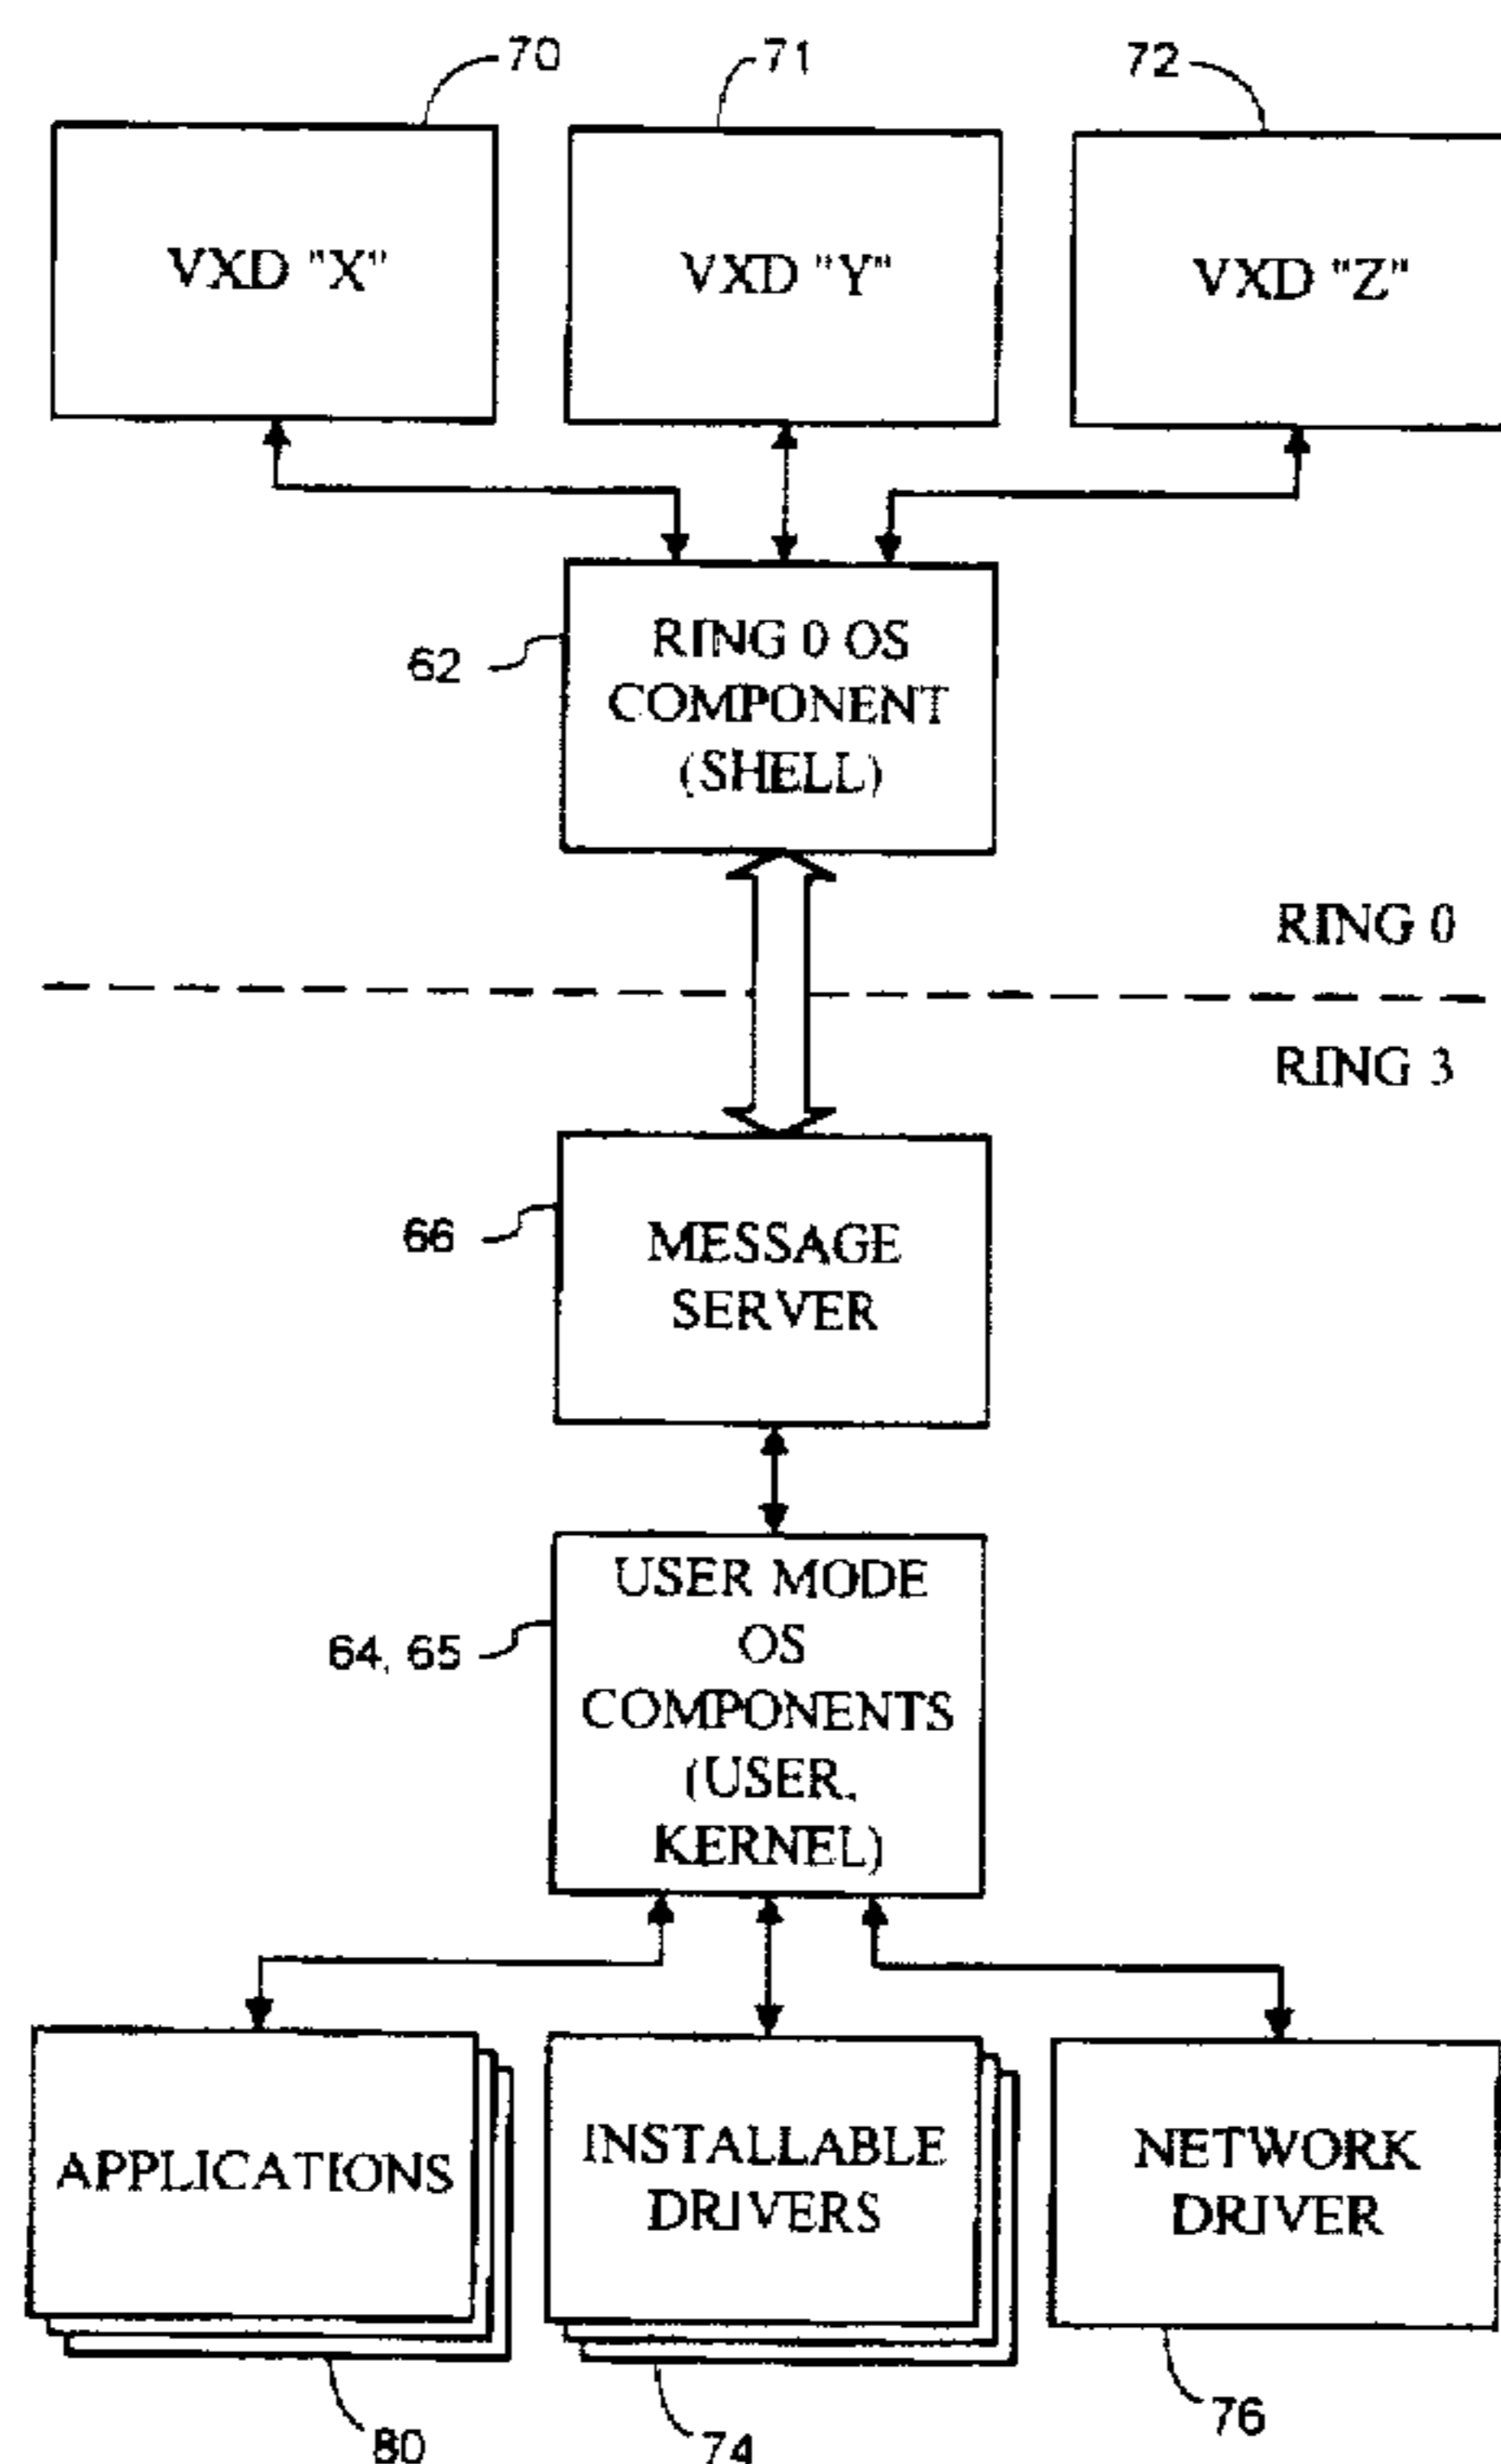 70
71
72
VXD "X"
VXD "Y"
VXD "Z"
62
RING 0 OS
COMPONENT
(SHELL)
RING 0
RING 3
66
MESSAGE
SERVER
64, 65
USER MODE
OS
COMPONENTS
(USER,
KERNEL)
APPLICATIONS
INSTALLABLE
DRIVERS
NETWORK
DRIVER
80
74
76